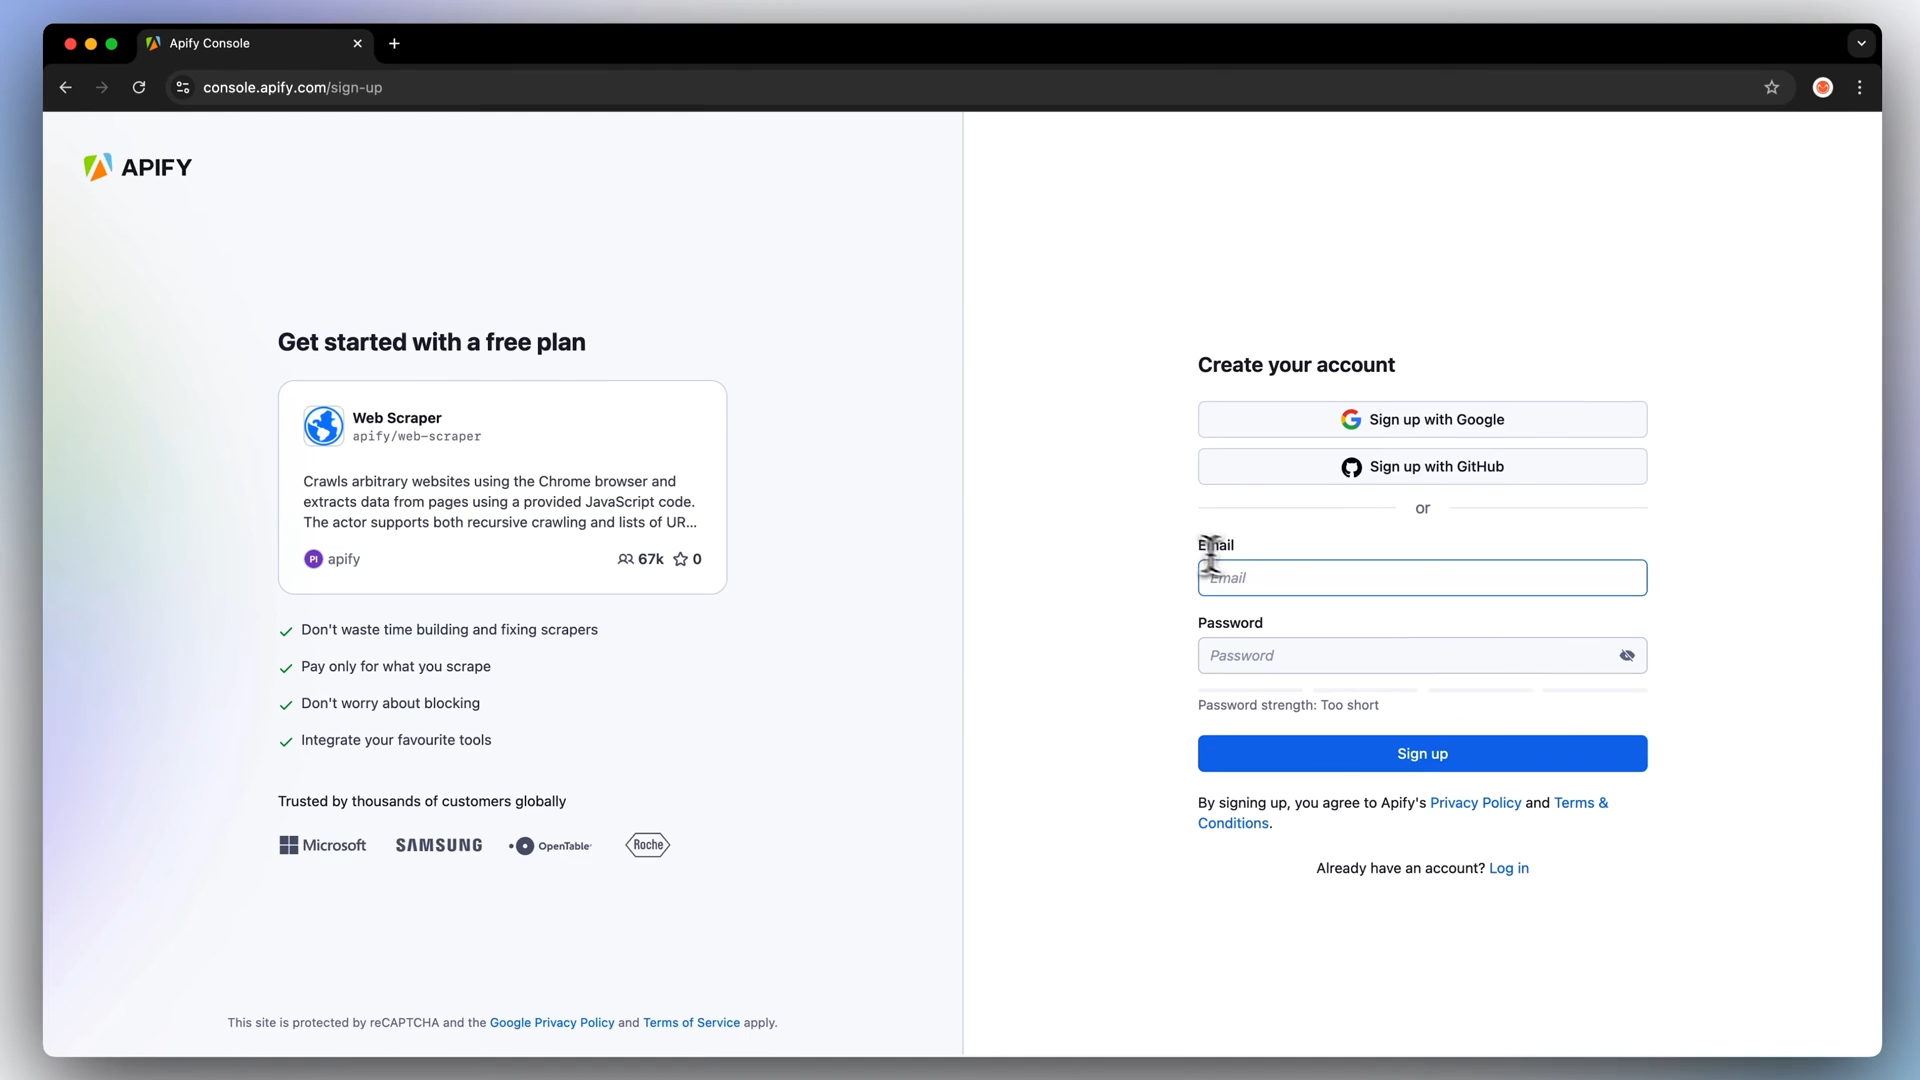 Apify Console
console.apify.com/sign-up
APIFY
Get started with a free plan
Web Scraper
apify/web-scraper
Crawls arbitrary websites using the Chrome browser and
extracts data from pages using a provided JavaScript code.
The actor supports both recursive crawling and lists of UR...
PI apify
67k 0
Don't waste time building and fixing scrapers
Pay only for what you scrape
Don't worry about blocking
Integrate your favourite tools
Trusted by thousands of customers globally
Microsoft SAMSUNG OpenTable Roche
This site is protected by reCAPTCHA and the Google Privacy Policy and Terms of Service apply.
Create your account
Sign up with Google
Sign up with GitHub
or
Email
Email
Password
Password
Password strength: Too short
Sign up
By signing up, you agree to Apify's Privacy Policy and Terms &
Conditions.
Already have an account? Log in